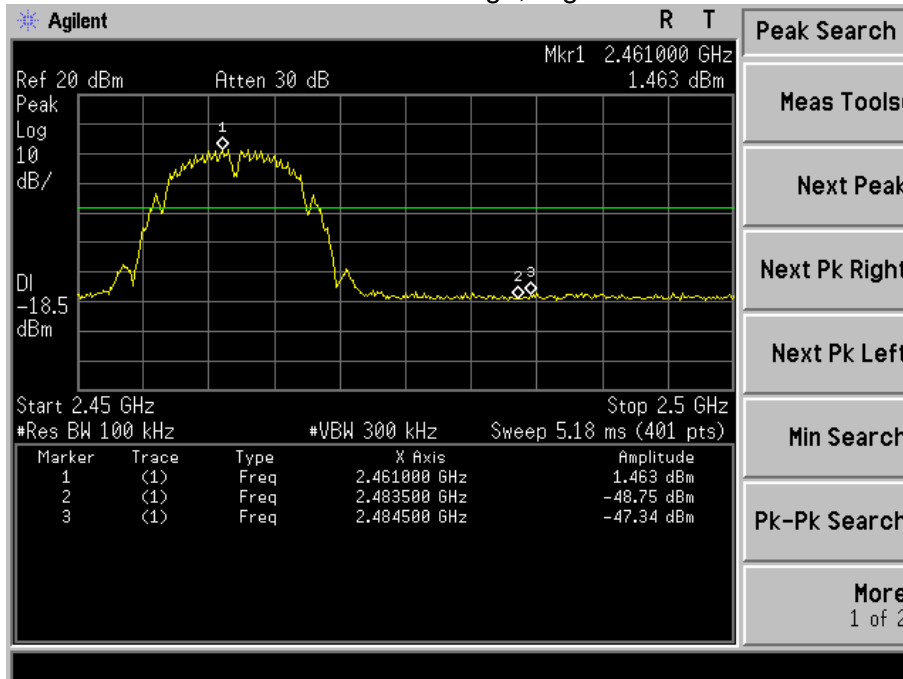 Agilent R T
Mkr1 2.461000 GHz
Ref 20 dBm Atten 30 dB 1.463 dBm
Peak
Log
10
dB/
1
2 3
DI
-18.5
dBm
Start 2.45 GHz Stop 2.5 GHz
#Res BW 100 kHz #VBW 300 kHz Sweep 5.18 ms (401 pts)
Marker Trace Type X Axis Amplitude
1 (1) Freq 2.461000 GHz 1.463 dBm
2 (1) Freq 2.483500 GHz -48.75 dBm
3 (1) Freq 2.484500 GHz -47.34 dBm
Peak Search
Meas Tools
Next Peak
Next Pk Right
Next Pk Left
Min Search
Pk-Pk Search
More
1 of 2